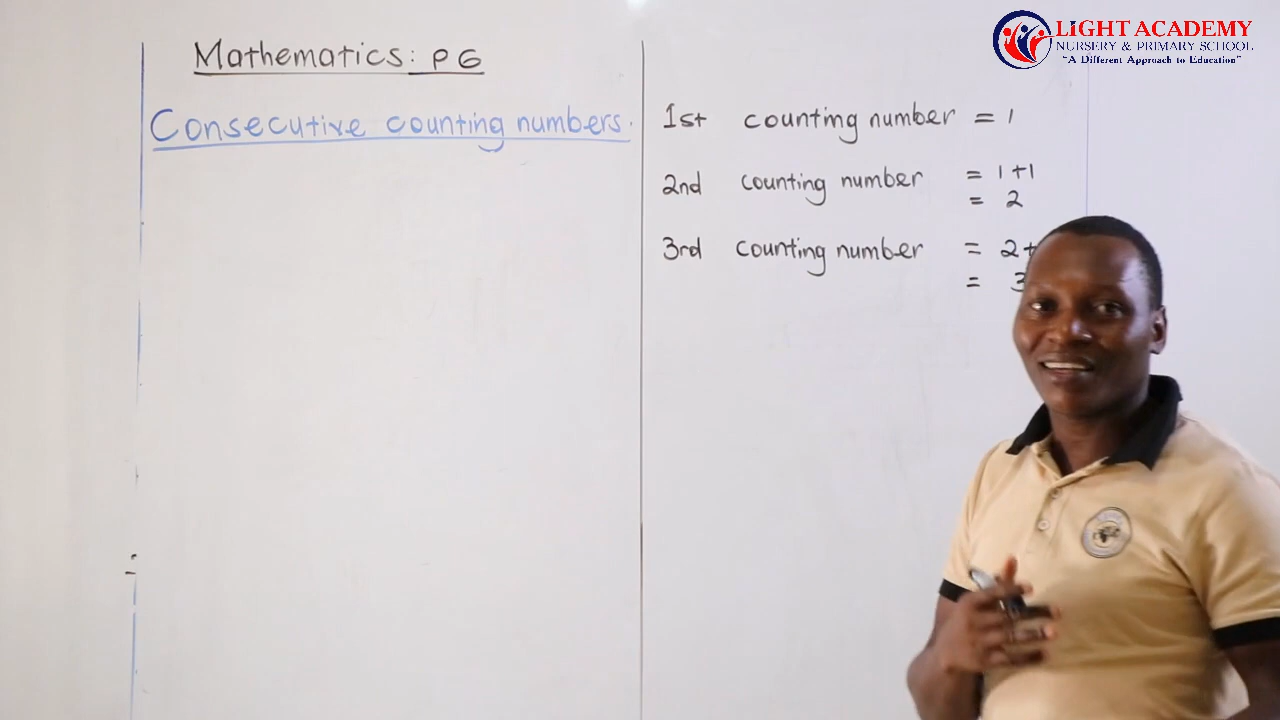 LIGHT ACADEMY
NURSERY & PRIMARY SCHOOL
"A Different Approach to Education"
Mathematics: P6
Consecutive counting numbers.
1st counting number = 1
2nd counting number = 1+1
= 2
3rd counting number = 2+
= 3